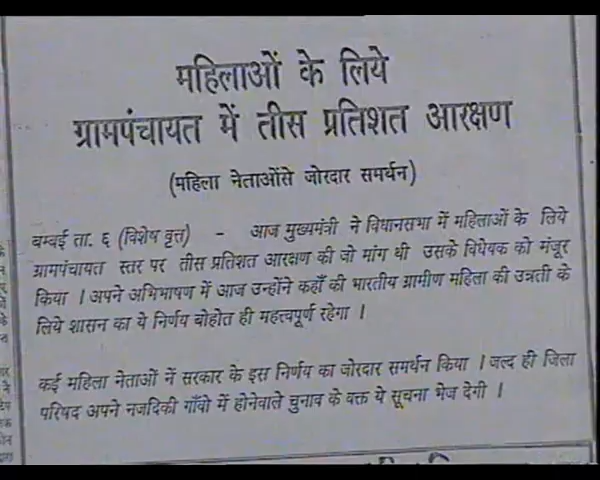 महिलाओं के लिये
ग्रामपंचायत में तीस प्रतिशत आरक्षण
(महिला नेताओंसे जोरदार समर्थन)
बम्बई ता. ६ (विशेष वृत्त) - आज मुख्यमंत्री ने विधानसभा में महिलाओं के लिये
ग्रामपंचायत स्तर पर तीस प्रतिशत आरक्षण की जो मांग थी उसके विधेयक को मंजूर
किया । अपने अभिभाषण में आज उन्होने कहाँ की भारतीय ग्रामीण महिला की उन्नती के
लिये शासन का ये निर्णय बोहोत ही महत्त्वपूर्ण रहेगा ।
कई महिला नेताओं नें सरकार के इस निर्णय का जोरदार समर्थन किया । जल्द ही जिला
परिषद अपने नजदिकी गाँवो में होनेवाले चुनाव के वक्त ये सूचना भेज देगी ।